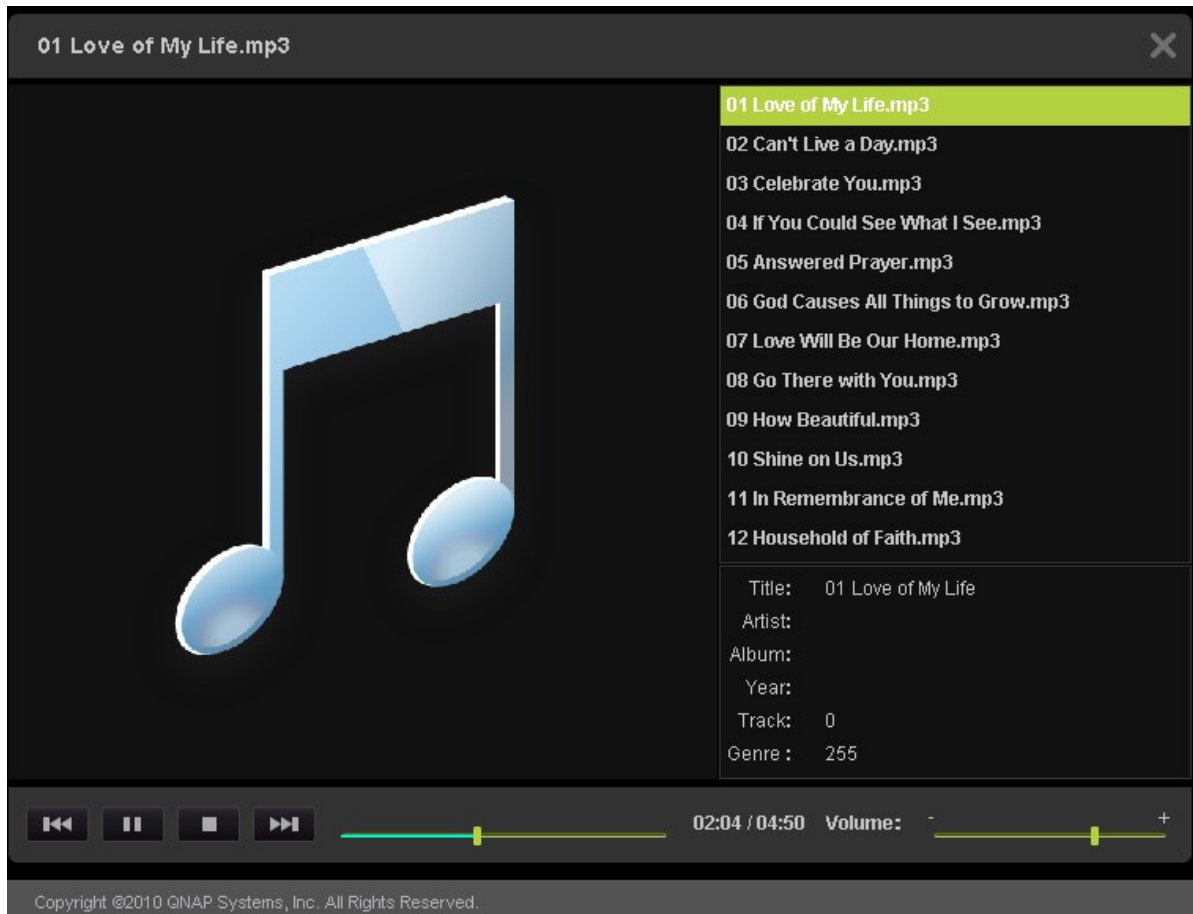 01 Love of My Life.mp3
01 Love of My Life.mp3
02 Can't Live a Day.mp3
03 Celebrate You.mp3
04 If You Could See What I See.mp3
05 Answered Prayer.mp3
06 God Causes All Things to Grow.mp3
07 Love Will Be Our Home.mp3
08 Go There with You.mp3
09 How Beautiful.mp3
10 Shine on Us.mp3
11 In Remembrance of Me.mp3
12 Household of Faith.mp3
Title: 01 Love of My Life
Artist:
Album:
Year:
Track: 0
Genre : 255
02:04 / 04:50 Volume: - +
Copyright ©2010 QNAP Systems, Inc. All Rights Reserved.